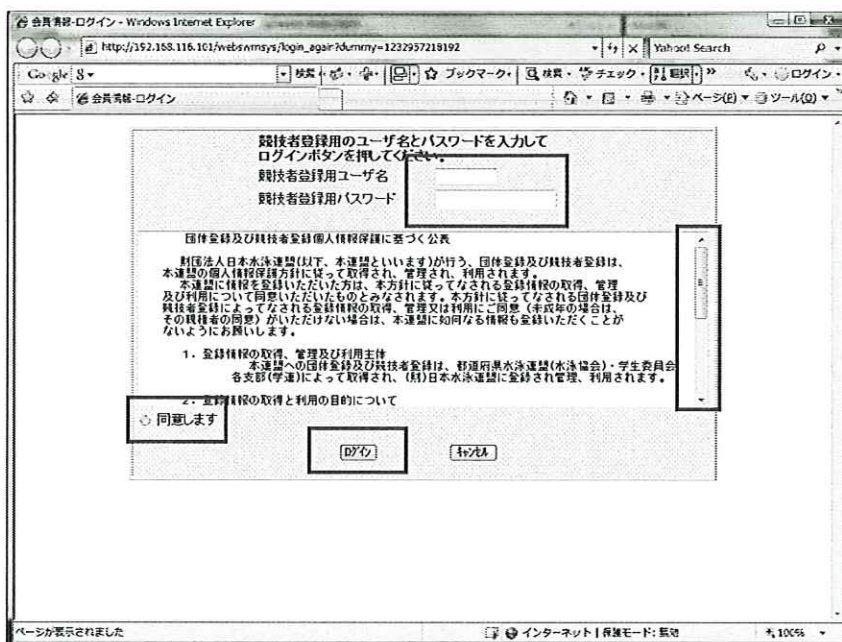 会員情報-ログイン - Windows Internet Explorer
http://192.168.116.101/webswmsys/login_again?dummy=1232957218192
Yahoo! Search
Google
検索
ブックマーク
検索
チェック
翻訳
ログイン
会員情報-ログイン
ページ(P)
ツール(O)
競技者登録用のユーザ名とパスワードを入力して
ログインボタンを押してください。
競技者登録用ユーザ名
競技者登録用パスワード
団体登録及び競技者登録個人情報保護に基づく公表
財団法人日本水泳連盟(以下、本連盟といいます)が行う、団体登録及び競技者登録は、
本連盟の個人情報保護方針に従って取得され、管理され、利用されます。
本連盟に情報を登録いただいた方は、本方針に従ってなされる登録情報の取得、管理
及び利用について同意いただいたものとみなされます。本方針に従ってなされる団体登録及び
競技者登録によってなされる登録情報の取得、管理又は利用にご同意（未成年の場合は、
その親権者の同意）がいただけない場合は、本連盟に如何なる情報も登録いただくことが
ないようにお願いします。
１．登録情報の取得、管理及び利用主体
本連盟への団体登録及び競技者登録は、都道府県水泳連盟(水泳協会)・学生委員会
各支部(学連)によって取得され、(財)日本水泳連盟に登録され管理、利用されます。
２．登録情報の取得と利用の目的について
同意します
ログイン
キャンセル
ページが表示されました
インターネット | 保護モード: 無効
100%